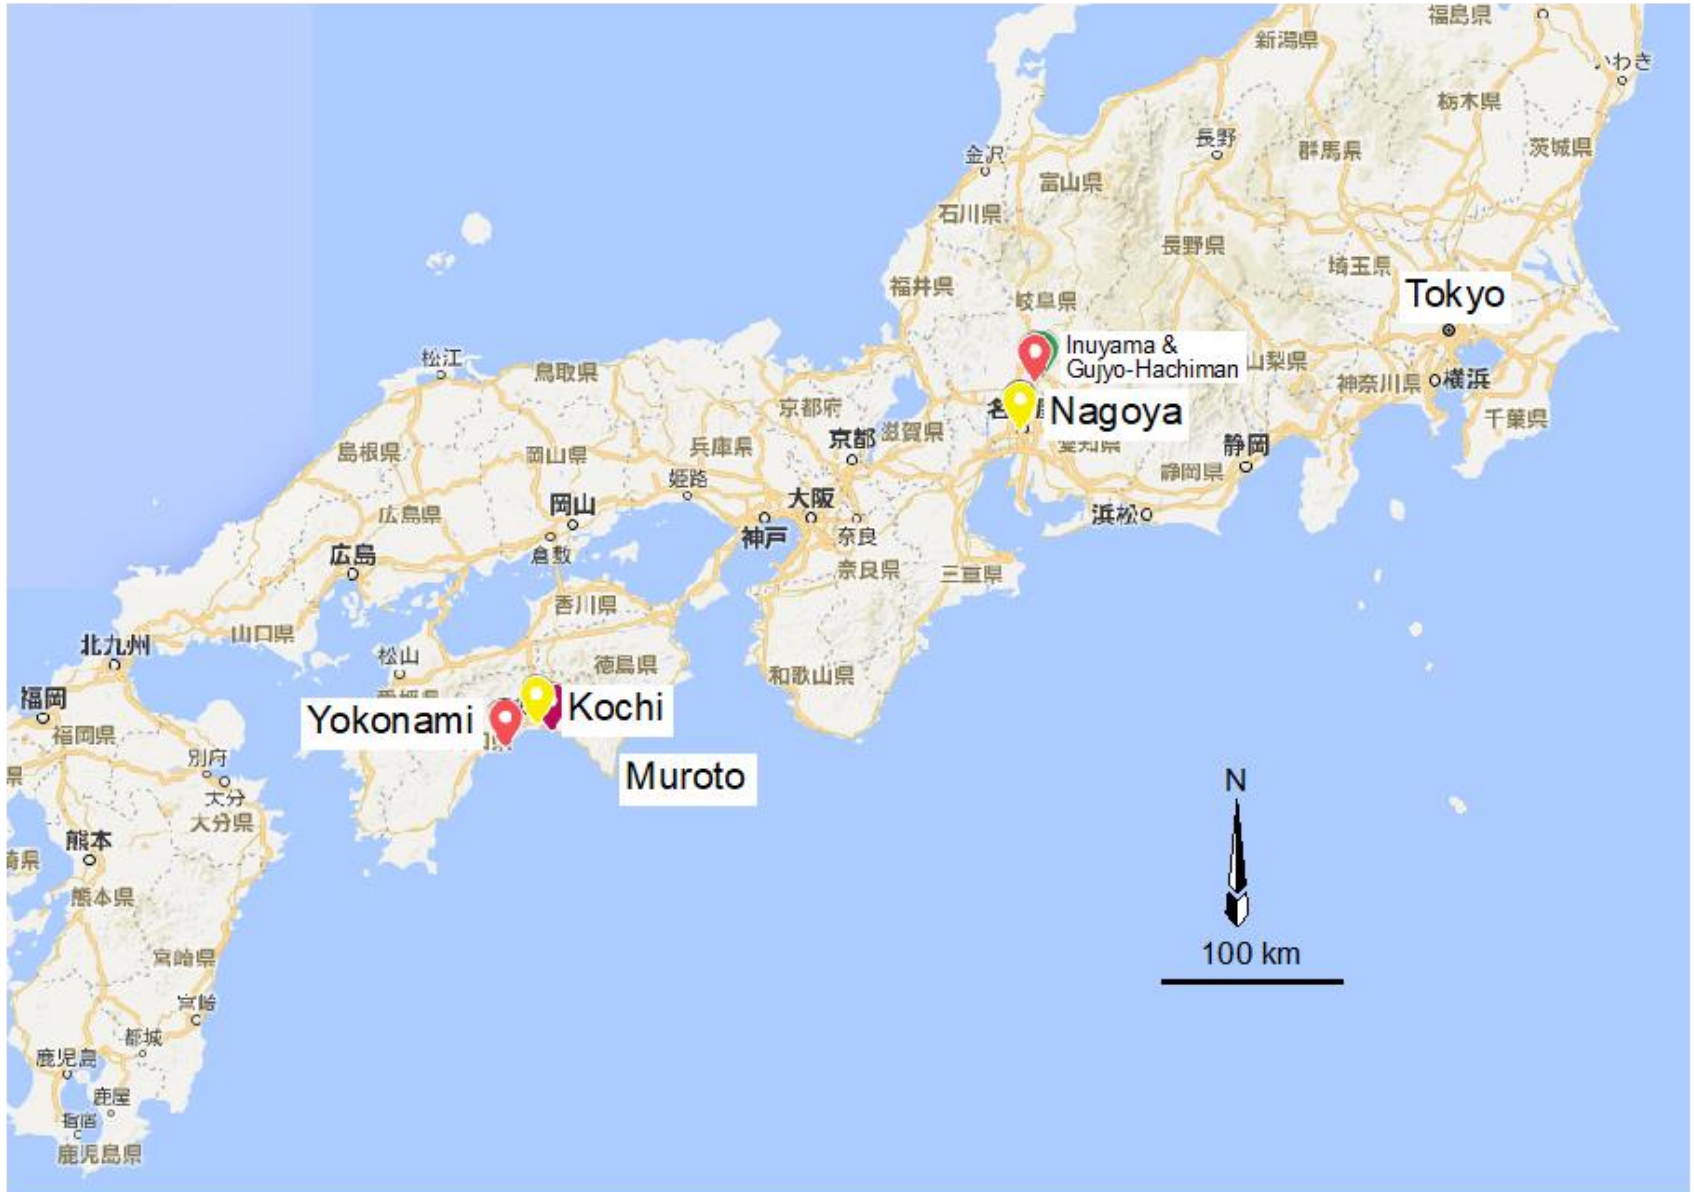 福島県
新潟県
いわき
栃木県
長野
群馬県
茨城県
金沢
富山県
石川県
長野県
埼玉県
福井県
岐阜県
Tokyo
Inuyama &
Gujyo-Hachiman
山梨県
神奈川県
横浜
松江
鳥取県
京都府
Nagoya
千葉県
島根県
岡山県
兵庫県
京都
滋賀県
愛知県
静岡
姫路
静岡県
岡山
大阪
広島県
神戸
奈良
浜松
広島
倉敷
奈良県
三重県
香川県
北九州
山口県
松山
徳島県
和歌山県
福岡
Yokonami
Kochi
福岡県
別府
Muroto
大分
大分県
N
熊本
熊本県
100 km
宮崎県
宮崎
都城
鹿児島
鹿屋
指宿
鹿児島県